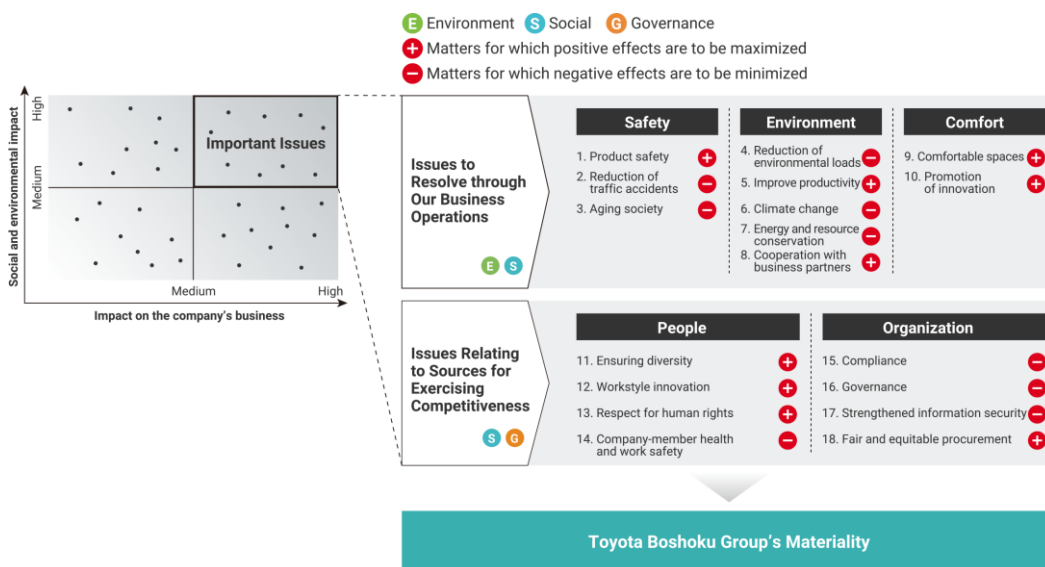 E Environment S Social G Governance
+ Matters for which positive effects are to be maximized
− Matters for which negative effects are to be minimized
Social and environmental impact
High
Medium
Important Issues
Medium
High
Impact on the company's business
Issues to
Resolve through
Our Business
Operations
E S
Safety
1. Product safety +
2. Reduction of
traffic accidents −
3. Aging society −
Environment
4. Reduction of
environmental loads −
5. Improve productivity +
6. Climate change −
7. Energy and resource
conservation −
8. Cooperation with
business partners +
Comfort
9. Comfortable spaces +
10. Promotion
of innovation +
Issues Relating
to Sources for
Exercising
Competitiveness
S G
People
11. Ensuring diversity +
12. Workstyle innovation +
13. Respect for human rights +
14. Company-member health
and work safety −
Organization
15. Compliance −
16. Governance −
17. Strengthened information security −
18. Fair and equitable procurement +
Toyota Boshoku Group's Materiality